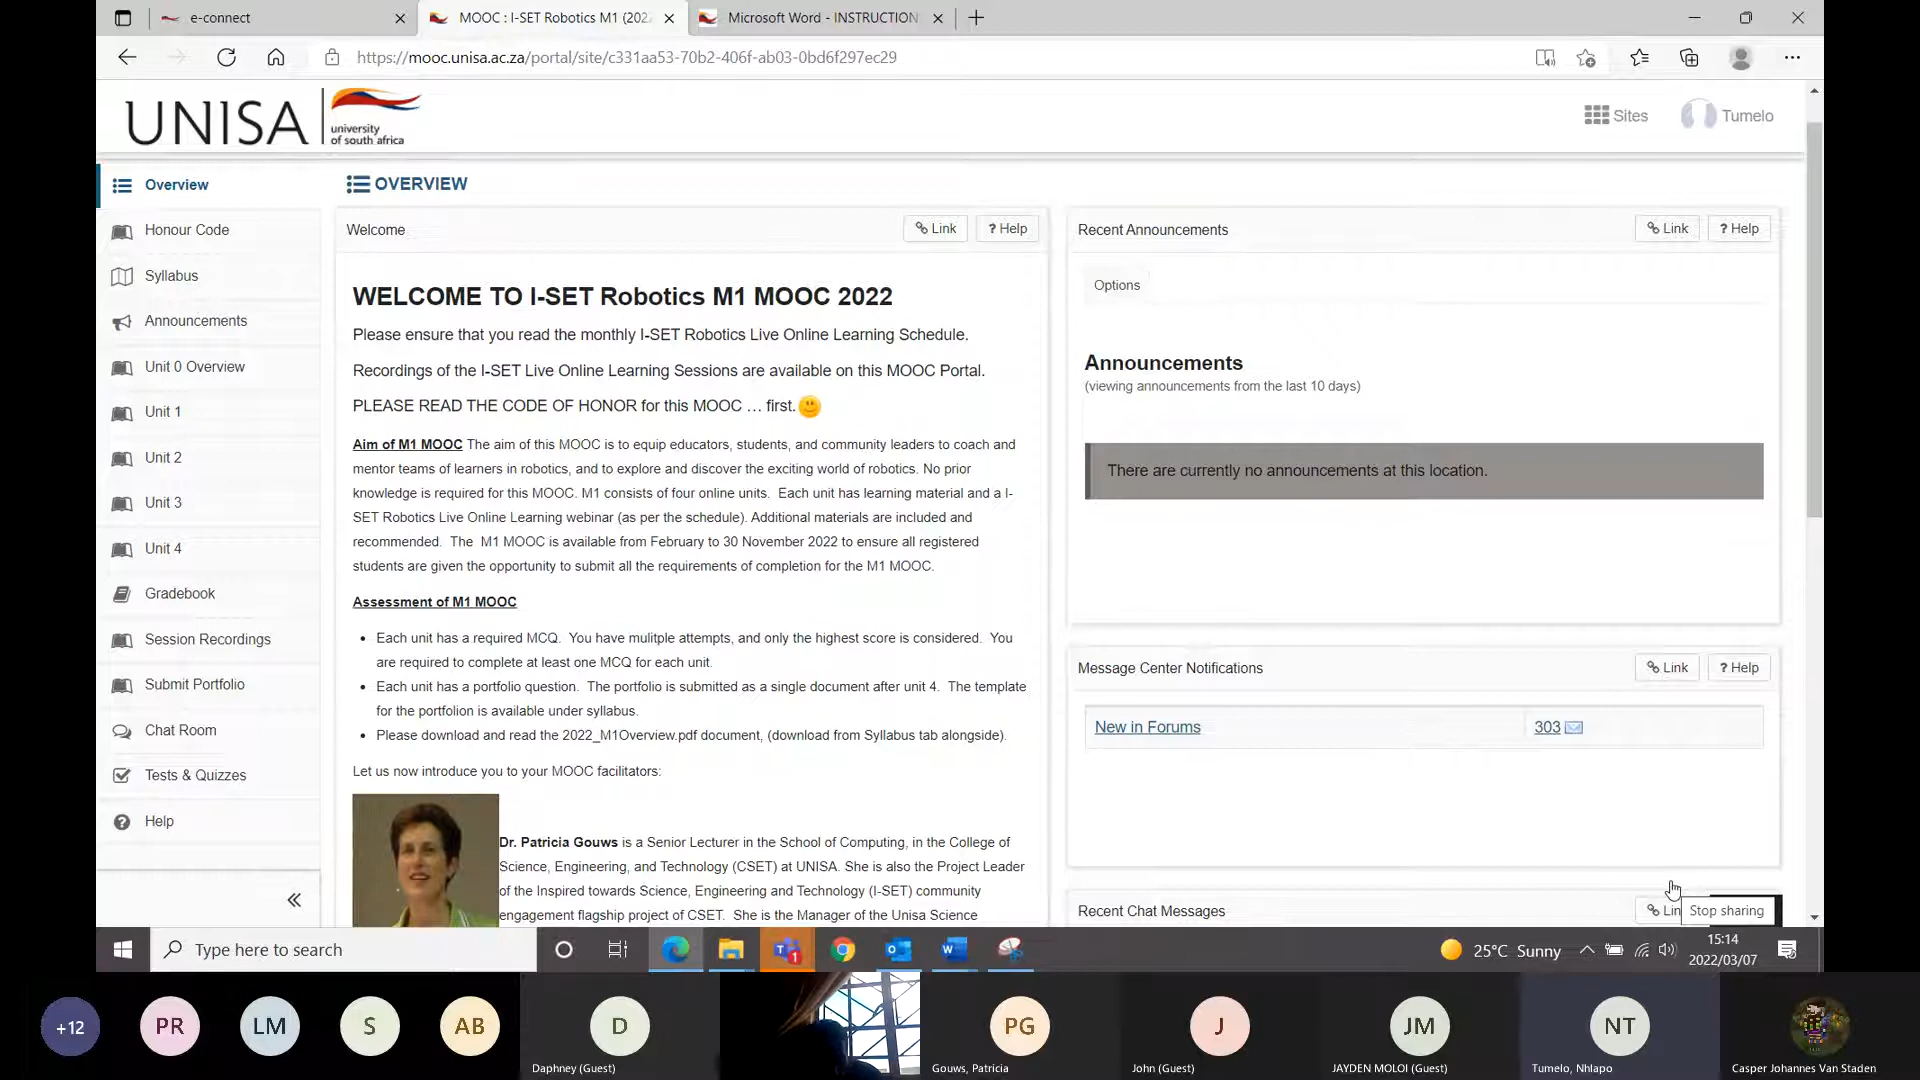 e-connect
MOOC : I-SET Robotics M1 (202
Microsoft Word - INSTRUCTION
https://mooc.unisa.ac.za/portal/site/c331aa53-70b2-406f-ab03-0bd6f297ec29
UNISA
university
of south africa
Sites
Tumelo
Overview
Honour Code
Syllabus
Announcements
Unit 0 Overview
Unit 1
Unit 2
Unit 3
Unit 4
Gradebook
Session Recordings
Submit Portfolio
Chat Room
Tests & Quizzes
Help
OVERVIEW
Welcome
Link
? Help
WELCOME TO I-SET Robotics M1 MOOC 2022
Please ensure that you read the monthly I-SET Robotics Live Online Learning Schedule.
Recordings of the I-SET Live Online Learning Sessions are available on this MOOC Portal.
PLEASE READ THE CODE OF HONOR for this MOOC … first.
Aim of M1 MOOC The aim of this MOOC is to equip educators, students, and community leaders to coach and
mentor teams of learners in robotics, and to explore and discover the exciting world of robotics. No prior
knowledge is required for this MOOC. M1 consists of four online units. Each unit has learning material and a I-
SET Robotics Live Online Learning webinar (as per the schedule). Additional materials are included and
recommended. The M1 MOOC is available from February to 30 November 2022 to ensure all registered
students are given the opportunity to submit all the requirements of completion for the M1 MOOC.
Assessment of M1 MOOC
• Each unit has a required MCQ. You have mulitple attempts, and only the highest score is considered. You
are required to complete at least one MCQ for each unit.
• Each unit has a portfolio question. The portfolio is submitted as a single document after unit 4. The template
for the portfolion is available under syllabus.
• Please download and read the 2022_M1Overview.pdf document, (download from Syllabus tab alongside).
Let us now introduce you to your MOOC facilitators:
Dr. Patricia Gouws is a Senior Lecturer in the School of Computing, in the College of
Science, Engineering, and Technology (CSET) at UNISA. She is also the Project Leader
of the Inspired towards Science, Engineering and Technology (I-SET) community
engagement flagship project of CSET. She is the Manager of the Unisa Science
Recent Announcements
Link
? Help
Options
Announcements
(viewing announcements from the last 10 days)
There are currently no announcements at this location.
Message Center Notifications
Link
? Help
New in Forums
303
Recent Chat Messages
Lin
Stop sharing
Type here to search
1
25°C Sunny
15:14
2022/03/07
+12
PR
LM
S
AB
D
Daphney (Guest)
PG
Gouws, Patricia
J
John (Guest)
JM
JAYDEN MOLOI (Guest)
NT
Tumelo, Nhlapo
Casper Johannes Van Staden